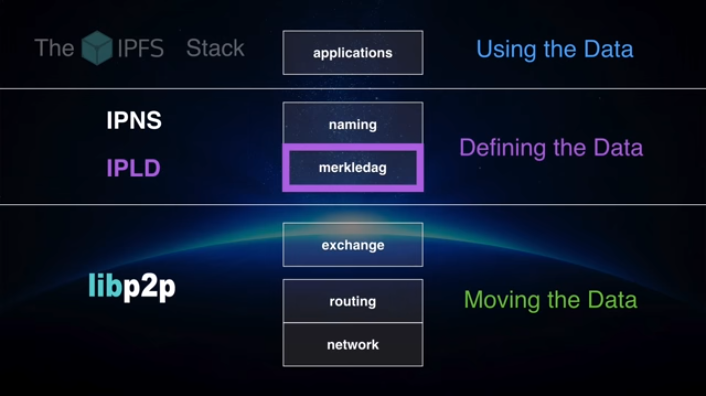 The IPFS Stack
applications
Using the Data
IPNS
naming
IPLD
merkledag
Defining the Data
exchange
libp2p
routing
Moving the Data
network